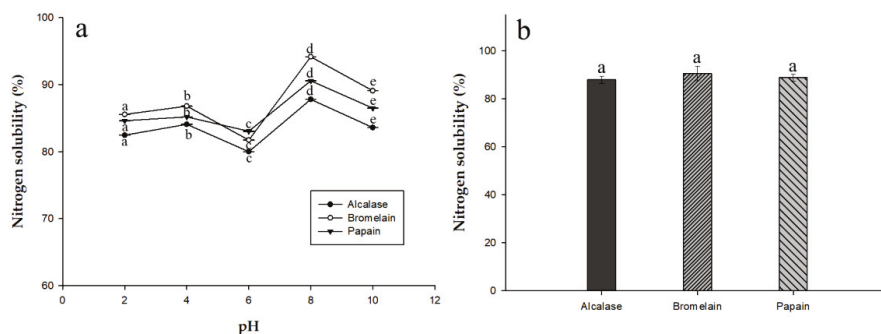 a
Nitrogen solubility (%)
100
90
80
70
60
a
a
a
b
b
b
c
c
c
d
d
d
e
e
e
Alcalase
Bromelain
Papain
0
2
4
6
8
10
12
pH
b
Nitrogen solubility (%)
100
80
60
40
20
0
a
a
a
Alcalase
Bromelain
Papain